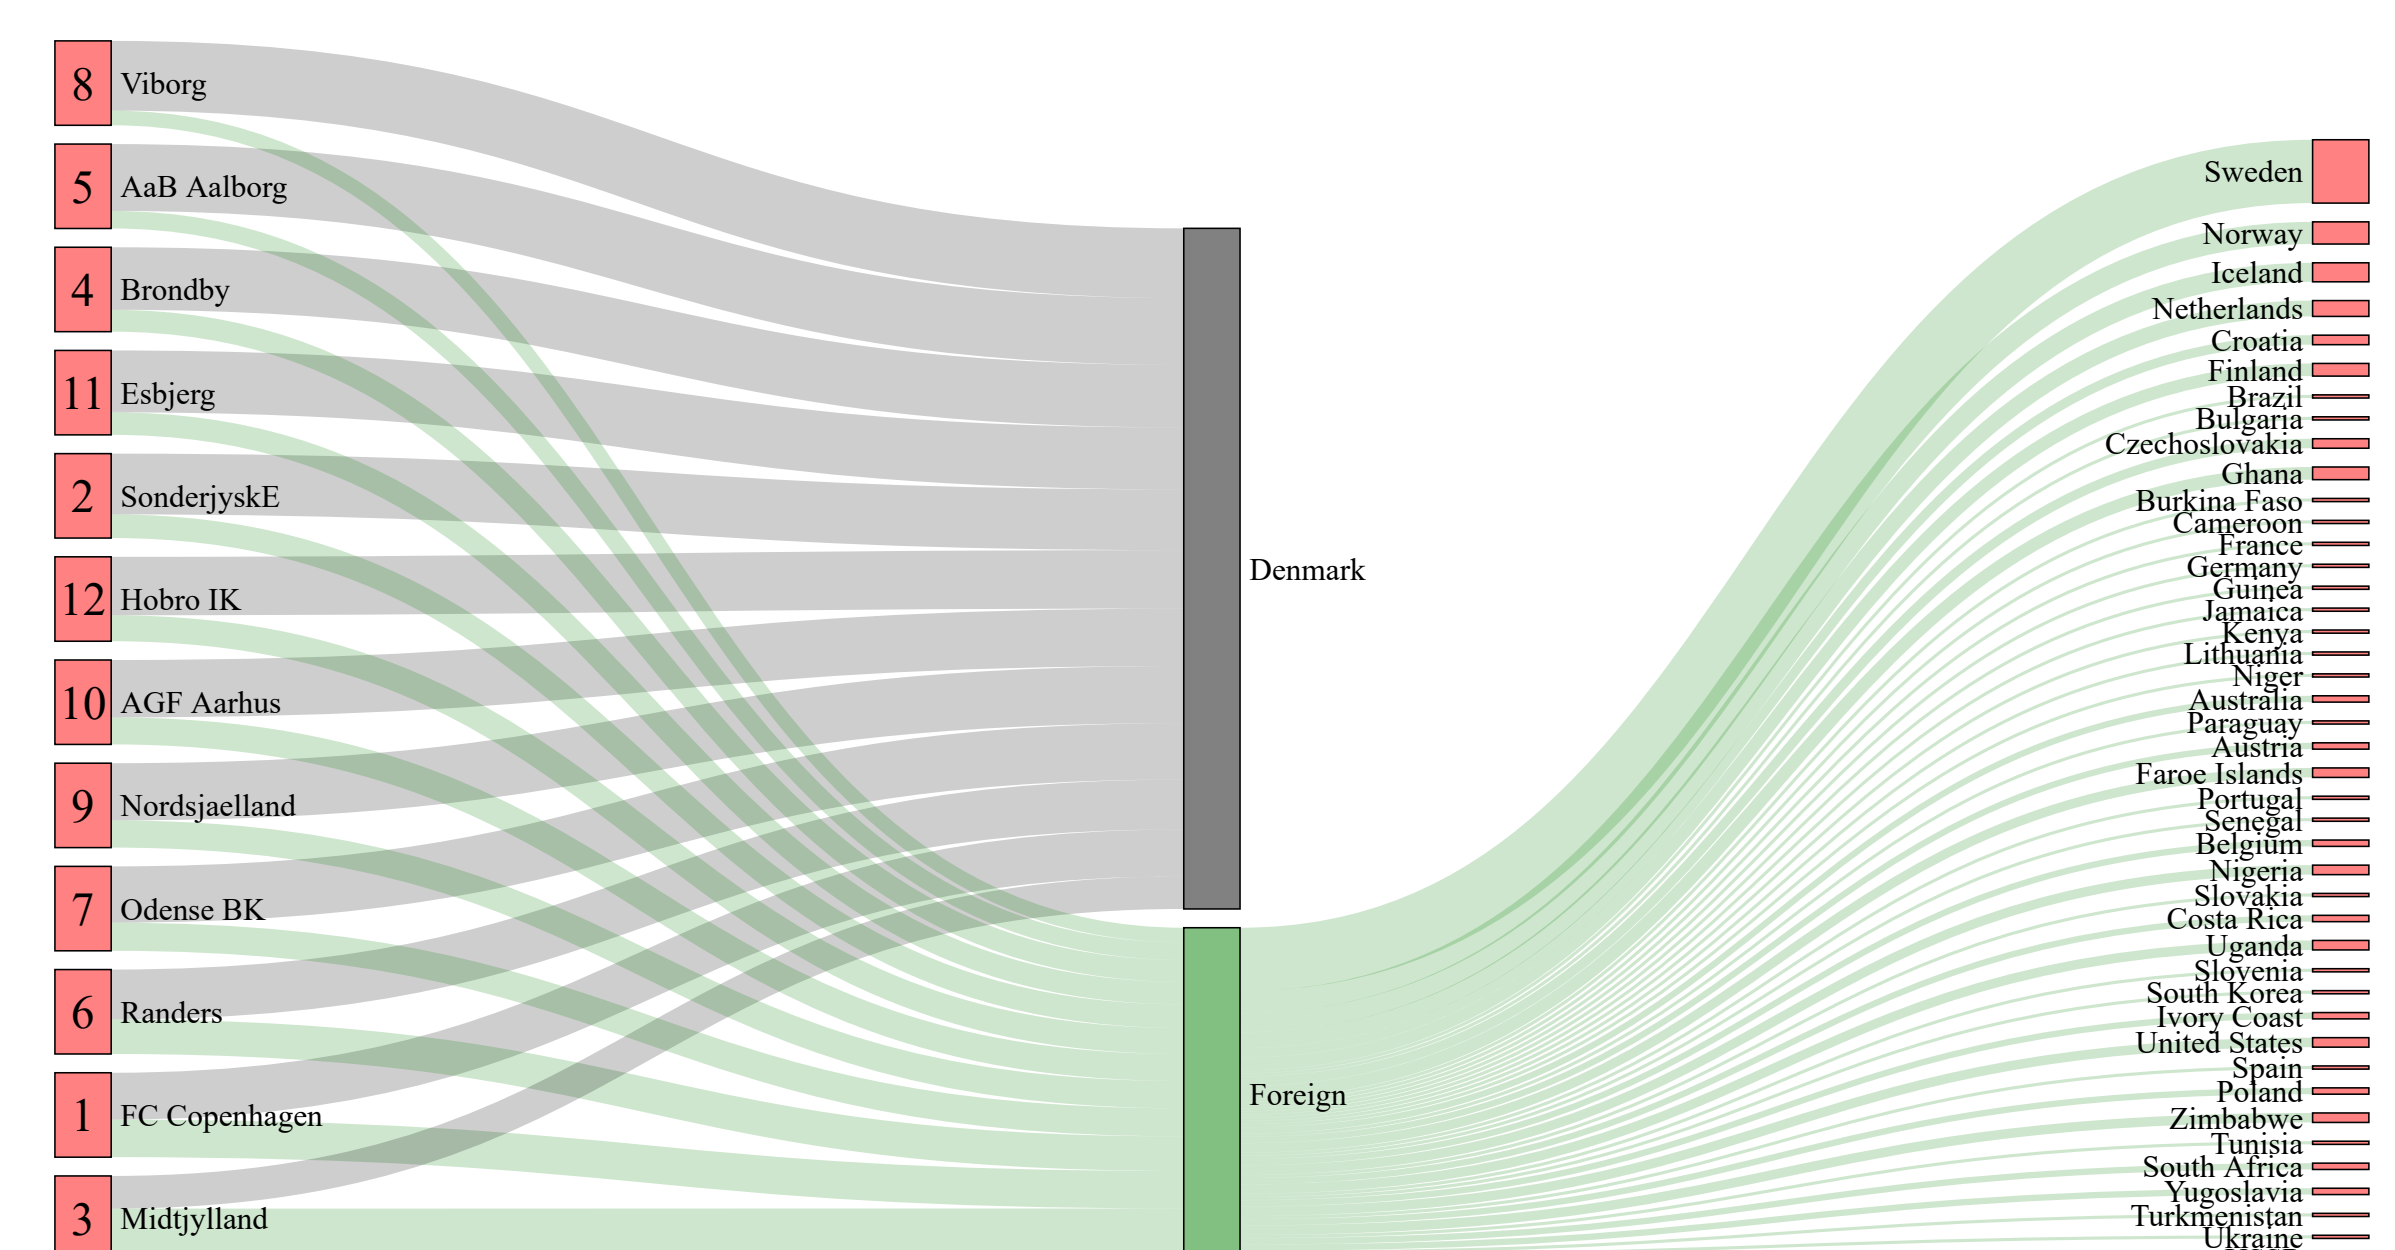 8 Viborg
5 AaB Aalborg
4 Brondby
11 Esbjerg
2 SonderjyskE
12 Hobro IK
10 AGF Aarhus
9 Nordsjaelland
7 Odense BK
6 Randers
1 FC Copenhagen
3 Midtjylland
Denmark
Foreign
Sweden
Norway
Iceland
Netherlands
Croatia
Finland
Brazil
Bulgaria
Czechoslovakia
Ghana
Burkina Faso
Cameroon
France
Germany
Guinea
Jamaica
Kenya
Lithuania
Niger
Australia
Paraguay
Austria
Faroe Islands
Portugal
Senegal
Belgium
Nigeria
Slovakia
Costa Rica
Uganda
Slovenia
South Korea
Ivory Coast
United States
Spain
Poland
Zimbabwe
Tunisia
South Africa
Yugoslavia
Turkmenistan
Ukraine